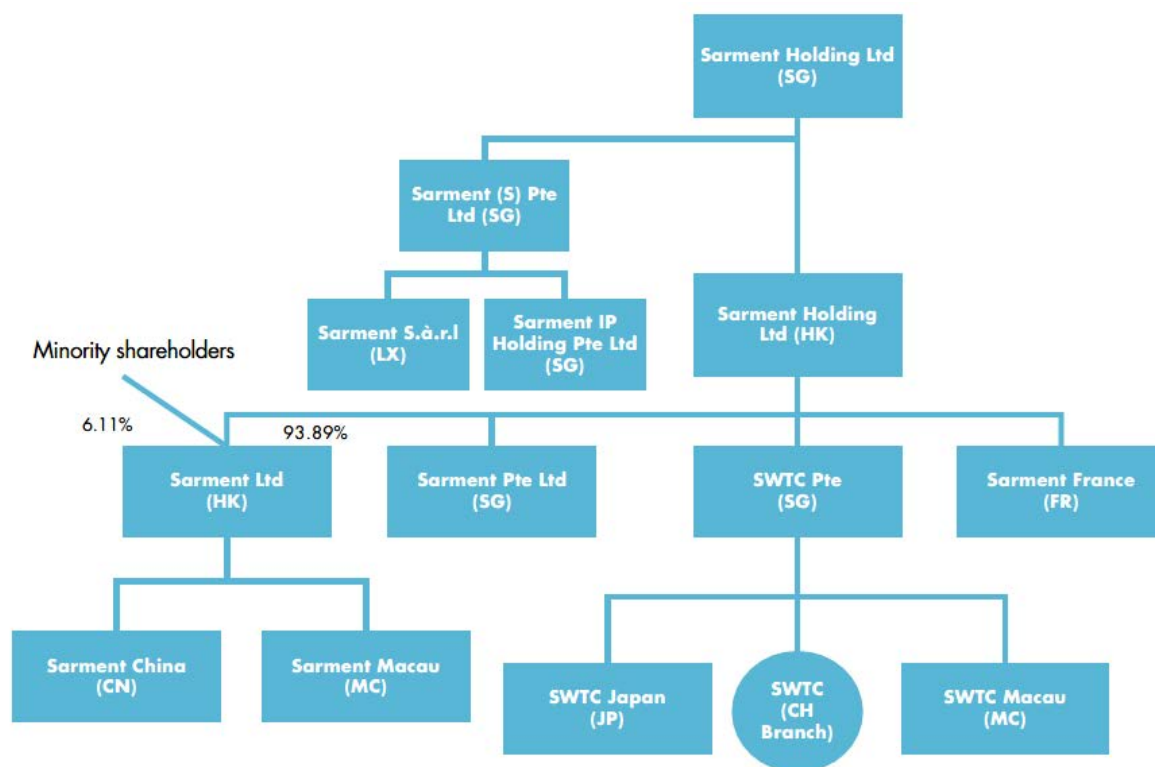 Sarment Holding Ltd
(SG)
Sarment (S) Pte
Ltd (SG)
Sarment S.à.r.l
(LX)
Sarment IP
Holding Pte Ltd
(SG)
Sarment Holding
Ltd (HK)
Minority shareholders
6.11%
93.89%
Sarment Ltd
(HK)
Sarment Pte Ltd
(SG)
SWTC Pte
(SG)
Sarment France
(FR)
Sarment China
(CN)
Sarment Macau
(MC)
SWTC Japan
(JP)
SWTC
(CH
Branch)
SWTC Macau
(MC)